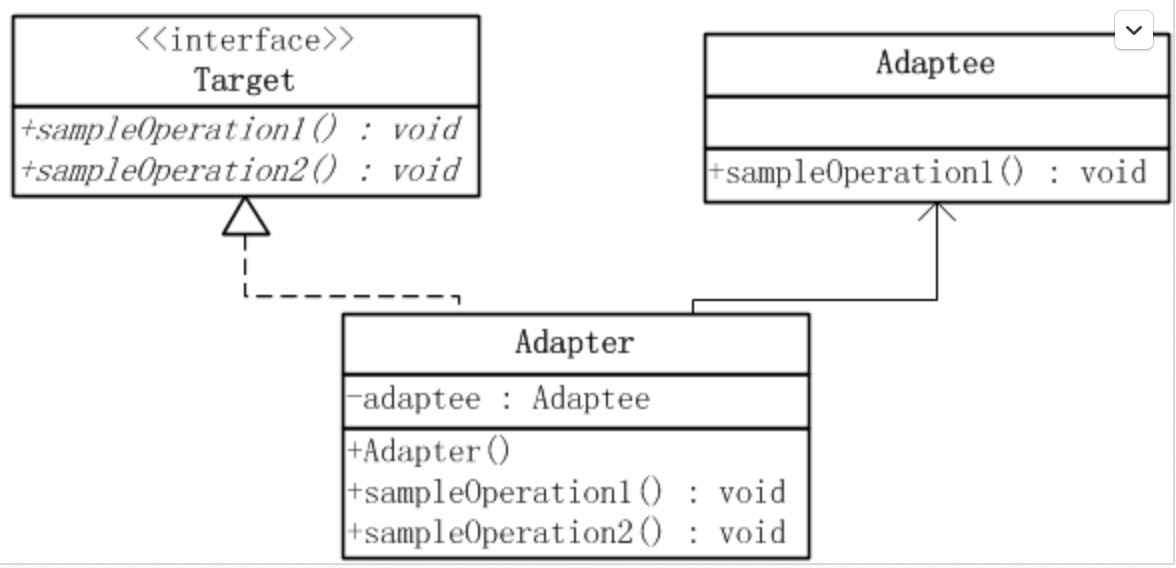 <<interface>>
Target
+sampleOperation1() : void
+sampleOperation2() : void
Adaptee
+sampleOperation1() : void
Adapter
-adaptee : Adaptee
+Adapter()
+sampleOperation1() : void
+sampleOperation2() : void